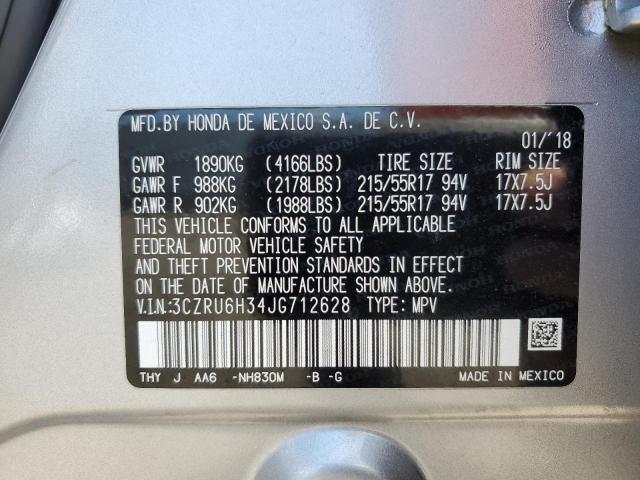 MFD.BY HONDA DE MEXICO S.A. DE C.V.
01/'18
GVWR 1890KG (4166LBS) TIRE SIZE RIM SIZE
GAWR F 988KG (2178LBS) 215/55R17 94V 17X7.5J
GAWR R 902KG (1988LBS) 215/55R17 94V 17X7.5J
THIS VEHICLE CONFORMS TO ALL APPLICABLE
FEDERAL MOTOR VEHICLE SAFETY
AND THEFT PREVENTION STANDARDS IN EFFECT
ON THE DATE OF MANUFACTURE SHOWN ABOVE.
V.I.N.:3CZRU6H34JG712628 TYPE: MPV
THY J AA6 -NH830M -B -G MADE IN MEXICO